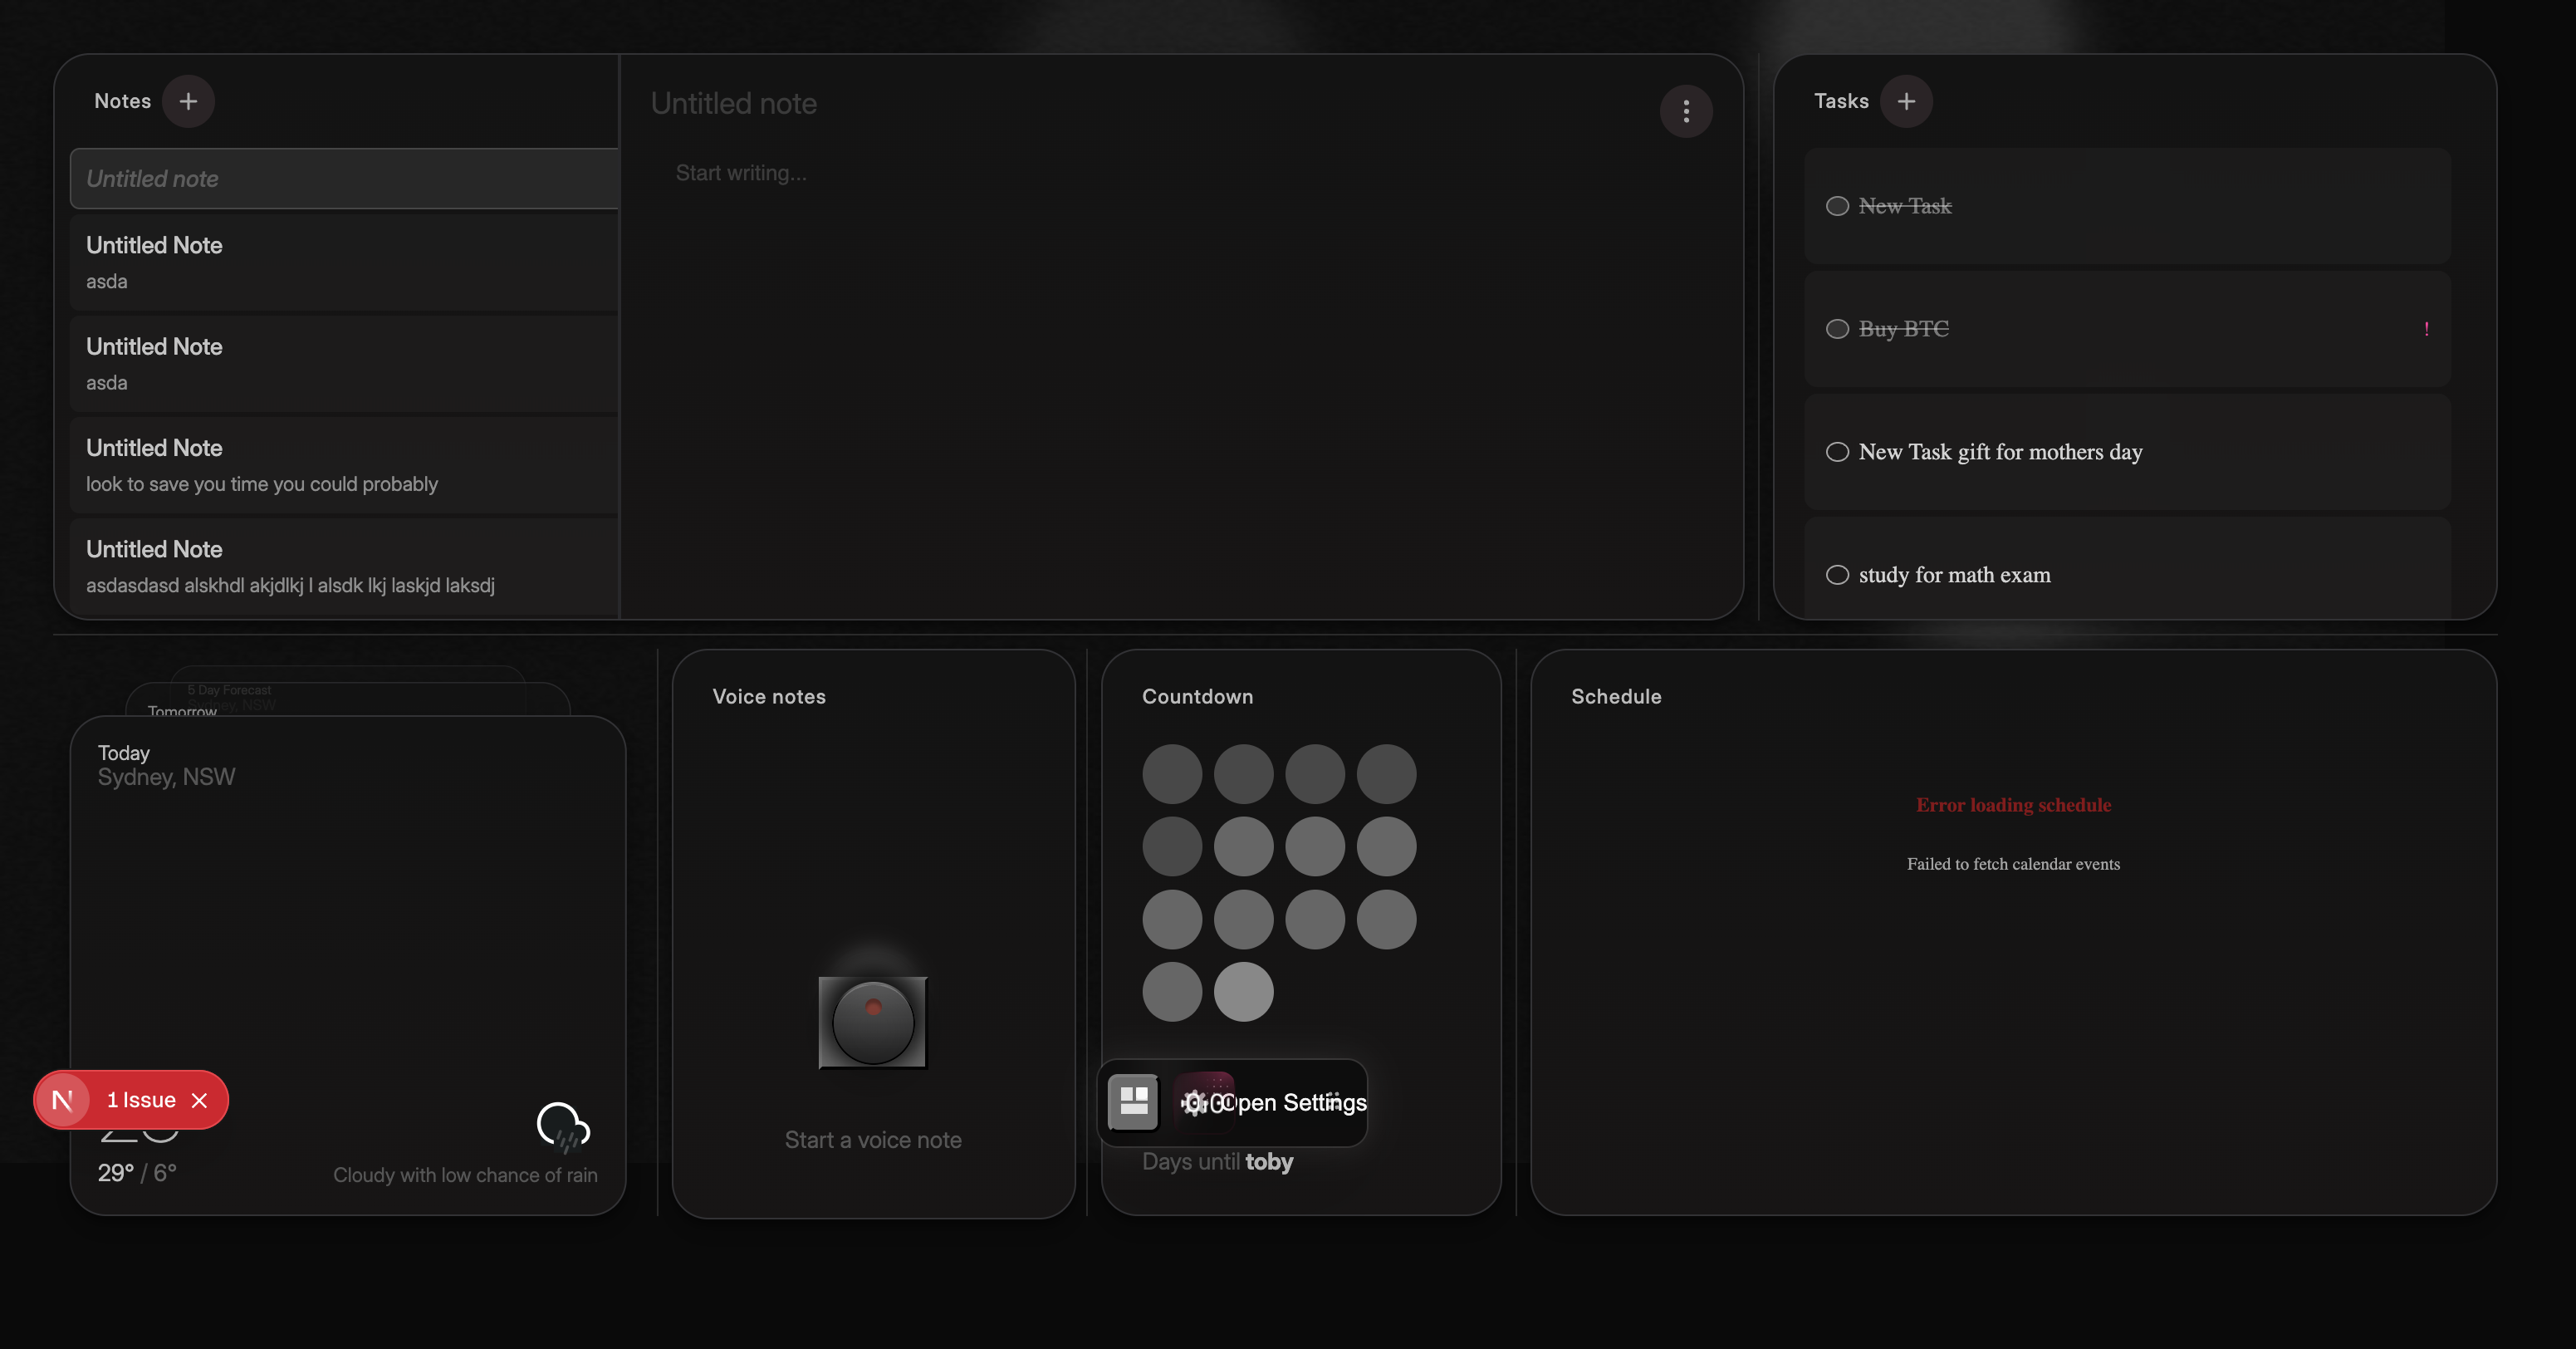 Notes
Untitled note
Untitled Note
asda
Untitled Note
asda
Untitled Note
look to save you time you could probably
Untitled Note
asdasdasd alskhdl akjdlkj l alsdk lkj laskjd laksdj
Untitled note
Start writing...
Tasks
New Task
Buy BTC
!
New Task gift for mothers day
study for math exam
5 Day Forecast
Sydney, NSW
Tomorrow
Today
Sydney, NSW
N 1 Issue
29° / 6°
Cloudy with low chance of rain
Voice notes
Start a voice note
Countdown
Open Settings
Days until toby
Schedule
Error loading schedule
Failed to fetch calendar events